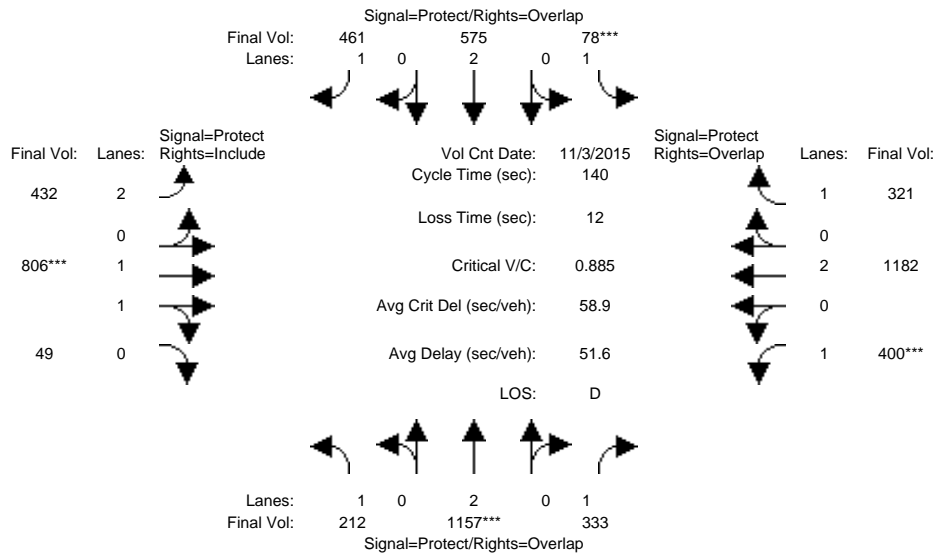 Signal=Protect/Rights=Overlap
Final Vol: 461 575 78***
Lanes: 1 0 2 0 1
Signal=Protect
Final Vol: Lanes: Rights=Include
Vol Cnt Date: 11/3/2015
Signal=Protect
Rights=Overlap Lanes: Final Vol:
Cycle Time (sec): 140
432 2
1 321
Loss Time (sec): 12
0
0
806*** 1
Critical V/C: 0.885
2 1182
1
Avg Crit Del (sec/veh): 58.9
0
49 0
Avg Delay (sec/veh): 51.6
1 400***
LOS: D
Lanes: 1 0 2 0 1
Final Vol: 212 1157*** 333
Signal=Protect/Rights=Overlap